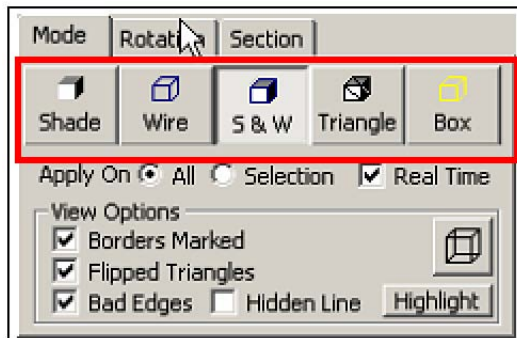 Mode Rotation Section
Shade Wire S & W Triangle Box
Apply On All Selection Real Time
View Options
Borders Marked
Flipped Triangles
Bad Edges Hidden Line Highlight